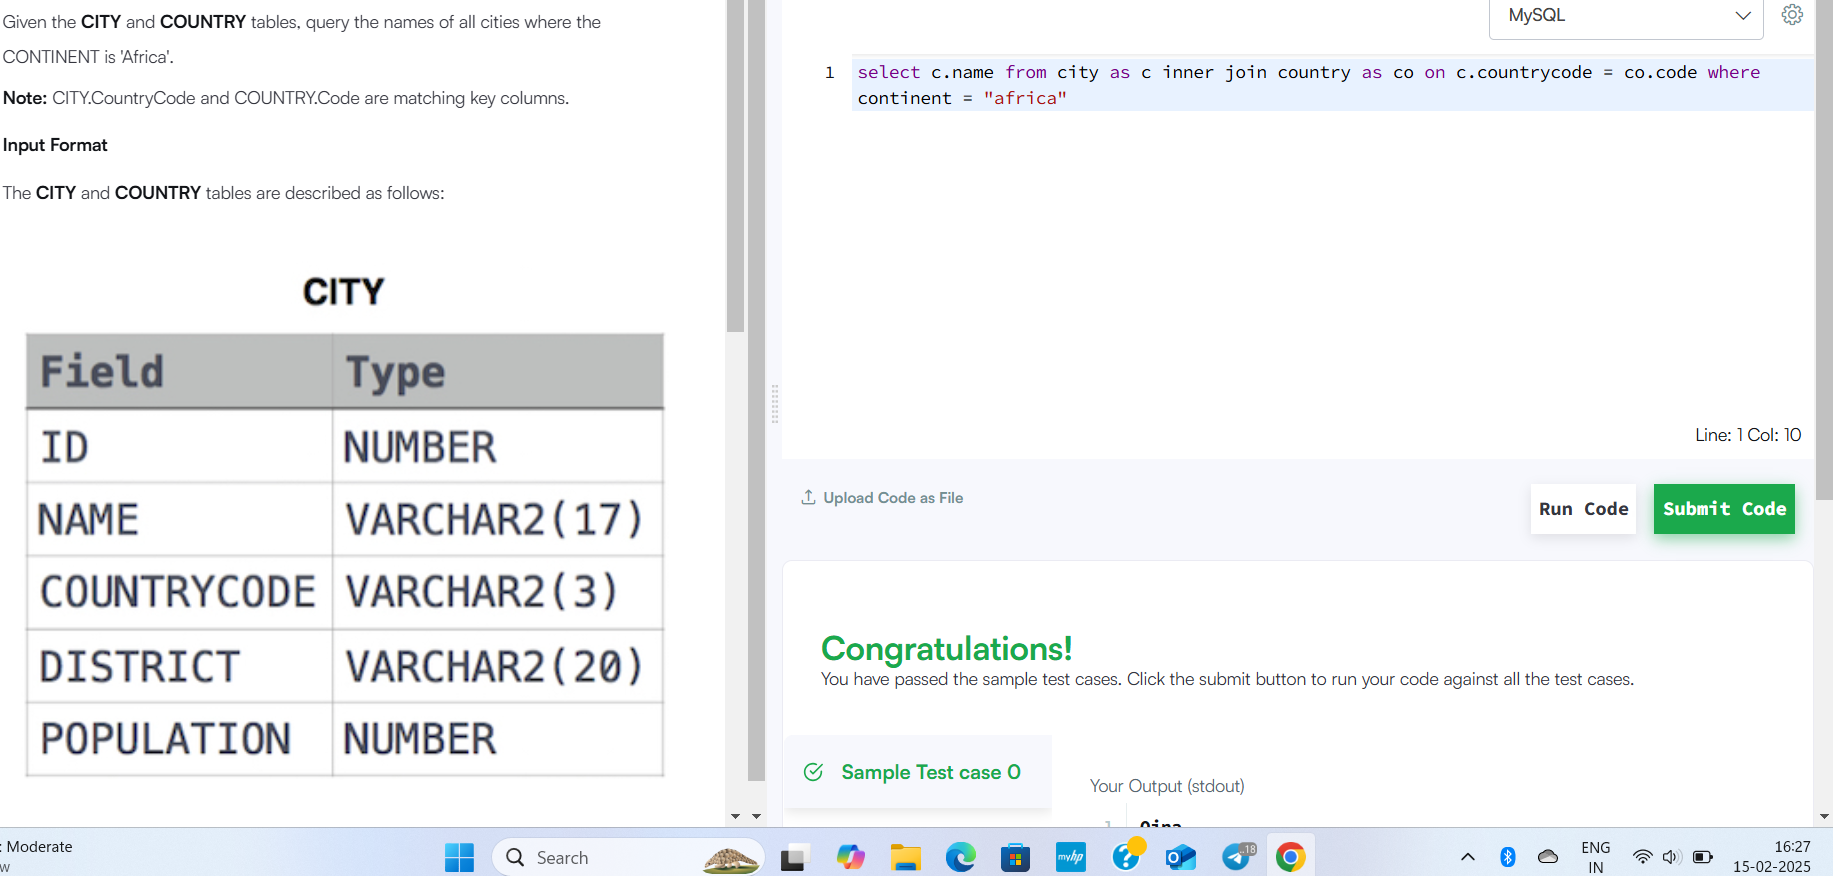 Given the CITY and COUNTRY tables, query the names of all cities where the
CONTINENT is 'Africa'.
Note: CITY.CountryCode and COUNTRY.Code are matching key columns.
Input Format
The CITY and COUNTRY tables are described as follows:
CITY
Field Type
ID NUMBER
NAME VARCHAR2(17)
COUNTRYCODE VARCHAR2(3)
DISTRICT VARCHAR2(20)
POPULATION NUMBER
MySQL
1 select c.name from city as c inner join country as co on c.countrycode = co.code where
continent = "africa"
Line: 1 Col: 10
Upload Code as File
Run Code
Submit Code
Congratulations!
You have passed the sample test cases. Click the submit button to run your code against all the test cases.
Sample Test case 0
Your Output (stdout)
1 Qina
: Moderate
w
Search
myhp
18
ENG
IN
16:27
15-02-2025